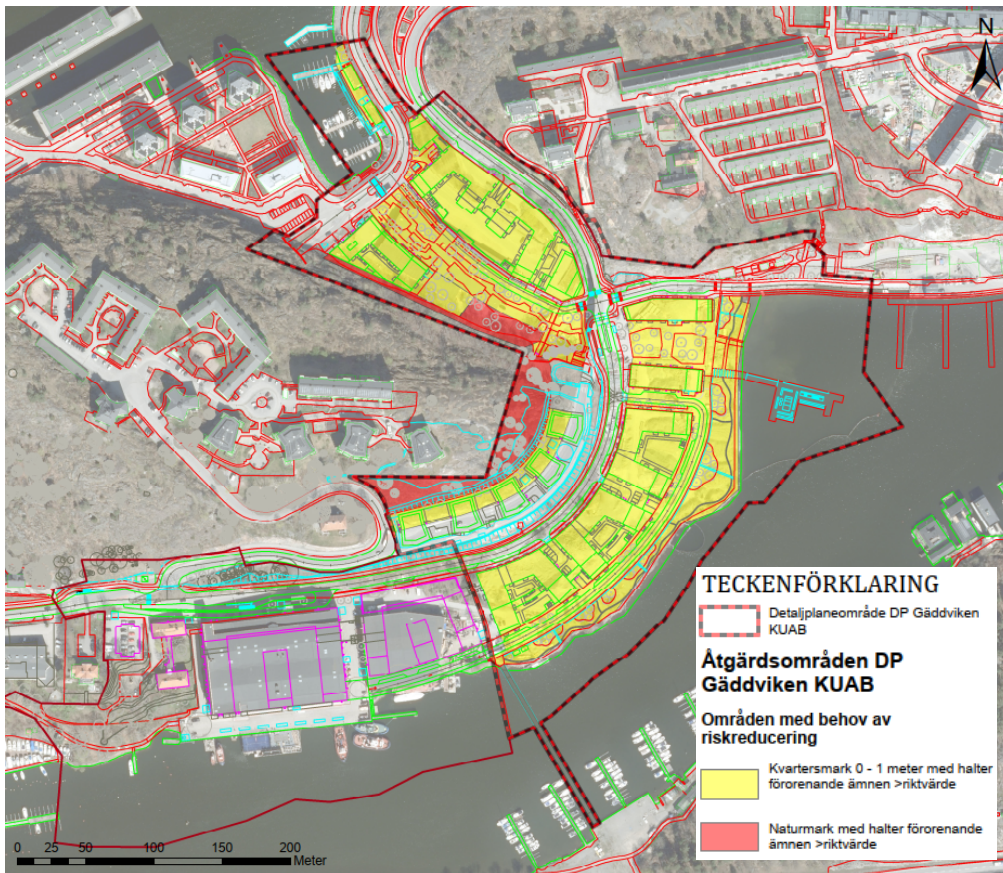 N
TECKENFÖRKLARING
Detaljplaneområde DP Gäddviken
KUAB
Åtgärdsområden DP
Gäddviken KUAB
Områden med behov av
riskreducering
Kvartersmark 0 - 1 meter med halter
förorenande ämnen >riktvärde
Naturmark med halter förorenande
ämnen >riktvärde
0 25 50 100 150 200
Meter